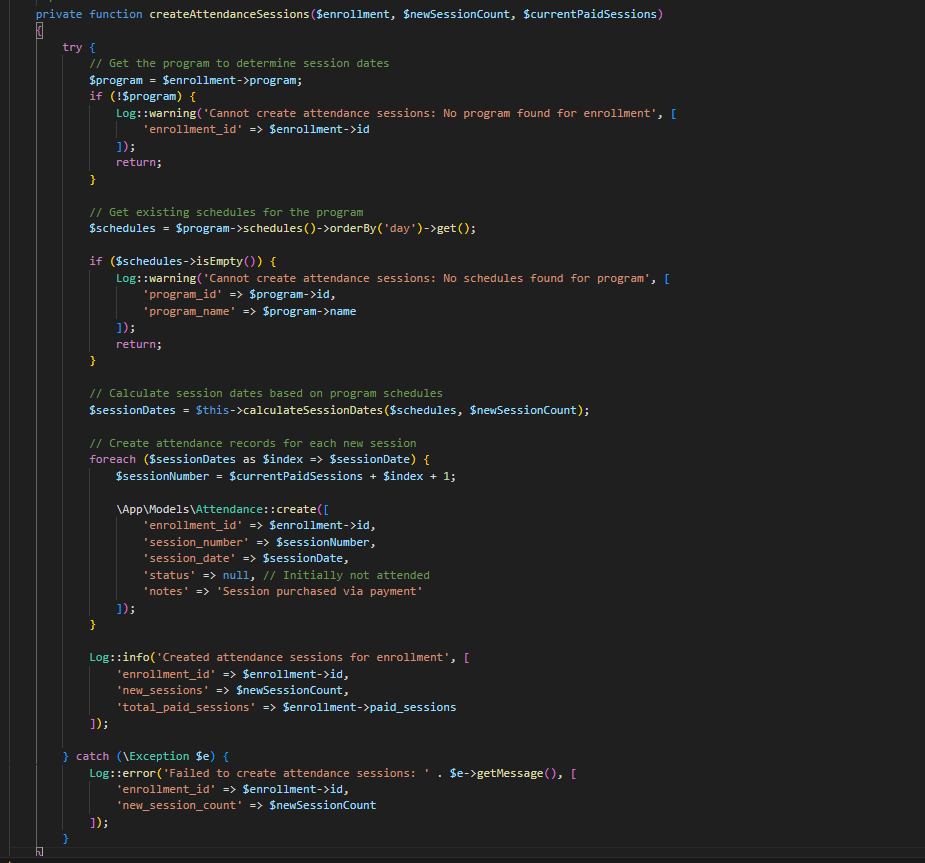 private function createAttendanceSessions($enrollment, $newSessionCount, $currentPaidSessions)
{
    try {
        // Get the program to determine session dates
        $program = $enrollment->program;
        if (!$program) {
            Log::warning('Cannot create attendance sessions: No program found for enrollment', [
                'enrollment_id' => $enrollment->id
            ]);
            return;
        }

        // Get existing schedules for the program
        $schedules = $program->schedules()->orderBy('day')->get();

        if ($schedules->isEmpty()) {
            Log::warning('Cannot create attendance sessions: No schedules found for program', [
                'program_id' => $program->id,
                'program_name' => $program->name
            ]);
            return;
        }

        // Calculate session dates based on program schedules
        $sessionDates = $this->calculateSessionDates($schedules, $newSessionCount);

        // Create attendance records for each new session
        foreach ($sessionDates as $index => $sessionDate) {
            $sessionNumber = $currentPaidSessions + $index + 1;

            \App\Models\Attendance::create([
                'enrollment_id' => $enrollment->id,
                'session_number' => $sessionNumber,
                'session_date' => $sessionDate,
                'status' => null, // Initially not attended
                'notes' => 'Session purchased via payment'
            ]);
        }

        Log::info('Created attendance sessions for enrollment', [
            'enrollment_id' => $enrollment->id,
            'new_sessions' => $newSessionCount,
            'total_paid_sessions' => $enrollment->paid_sessions
        ]);

    } catch (\Exception $e) {
        Log::error('Failed to create attendance sessions: ' . $e->getMessage(), [
            'enrollment_id' => $enrollment->id,
            'new_session_count' => $newSessionCount
        ]);
    }
}